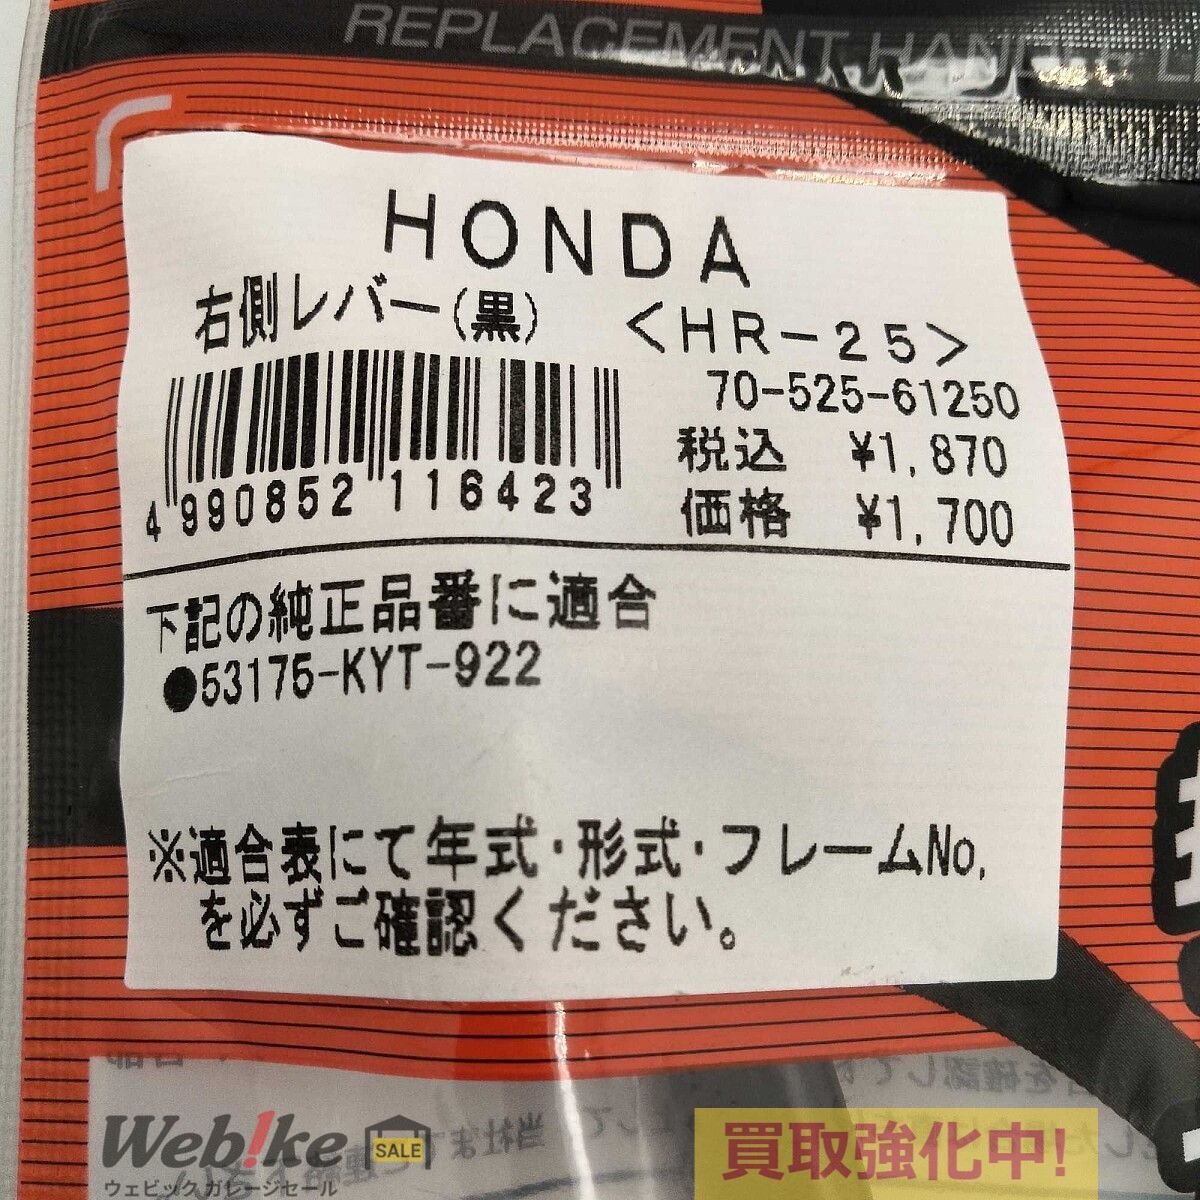 REPLACEMENT HANDLE L
HONDA
右側レバー(黒) <HR-25>
70-525-61250
税込 ¥1,870
価格 ¥1,700
4 990852 116423
下記の純正品番に適合
●53175-KYT-922
※適合表にて年式・形式・フレームNo.
を必ずご確認ください。
Web!ke SALE
ウェビック ガレージセール
買取強化中!